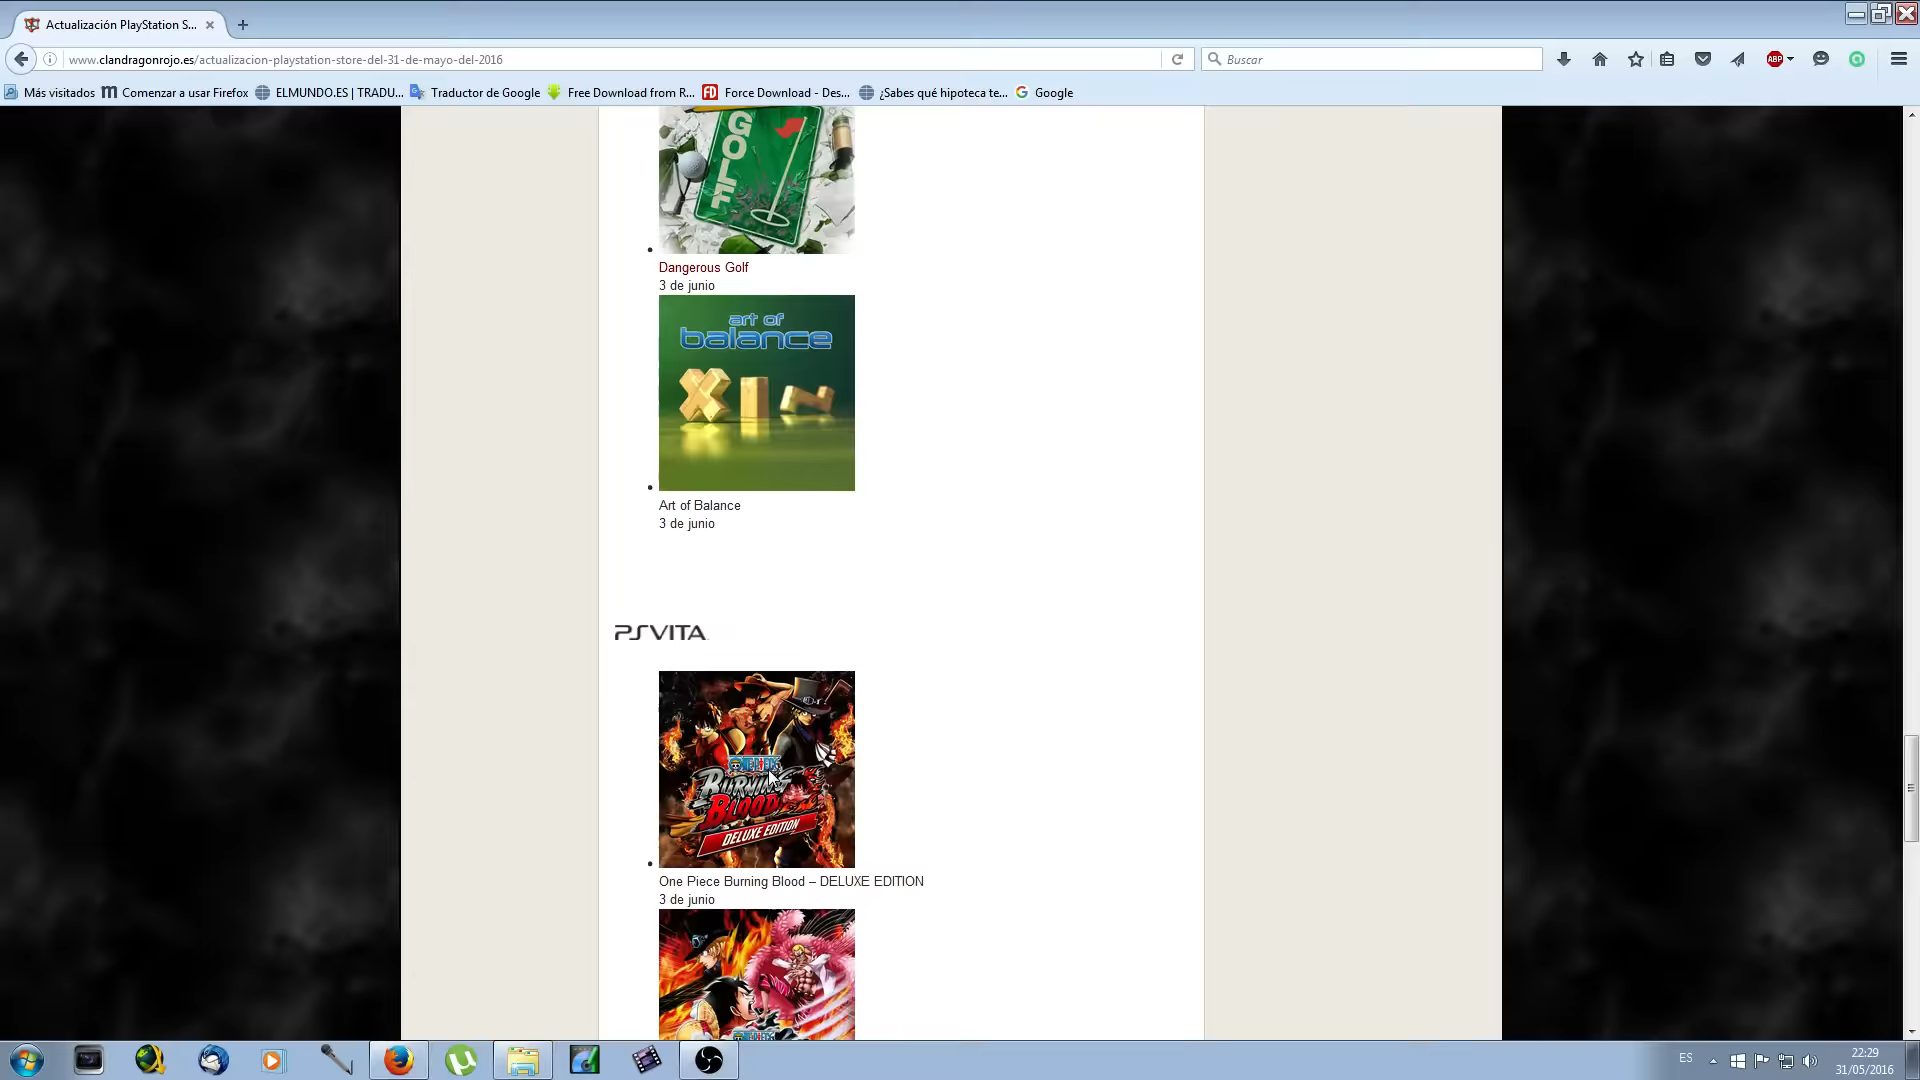 Actualización PlayStation S...
www.clandragonrojo.es/actualizacion-playstation-store-del-31-de-mayo-del-2016
Buscar
ABP
Más visitados
Comenzar a usar Firefox
ELMUNDO.ES | TRADU...
Traductor de Google
Free Download from R...
FD
Force Download - Des...
¿Sabes qué hipoteca te...
Google
GOLF
Dangerous Golf
3 de junio
art of
balance
Art of Balance
3 de junio
PSVITA
ONE PIECE
BURNING
BLOOD
DELUXE EDITION
One Piece Burning Blood – DELUXE EDITION
3 de junio
ES
22:29
31/05/2016